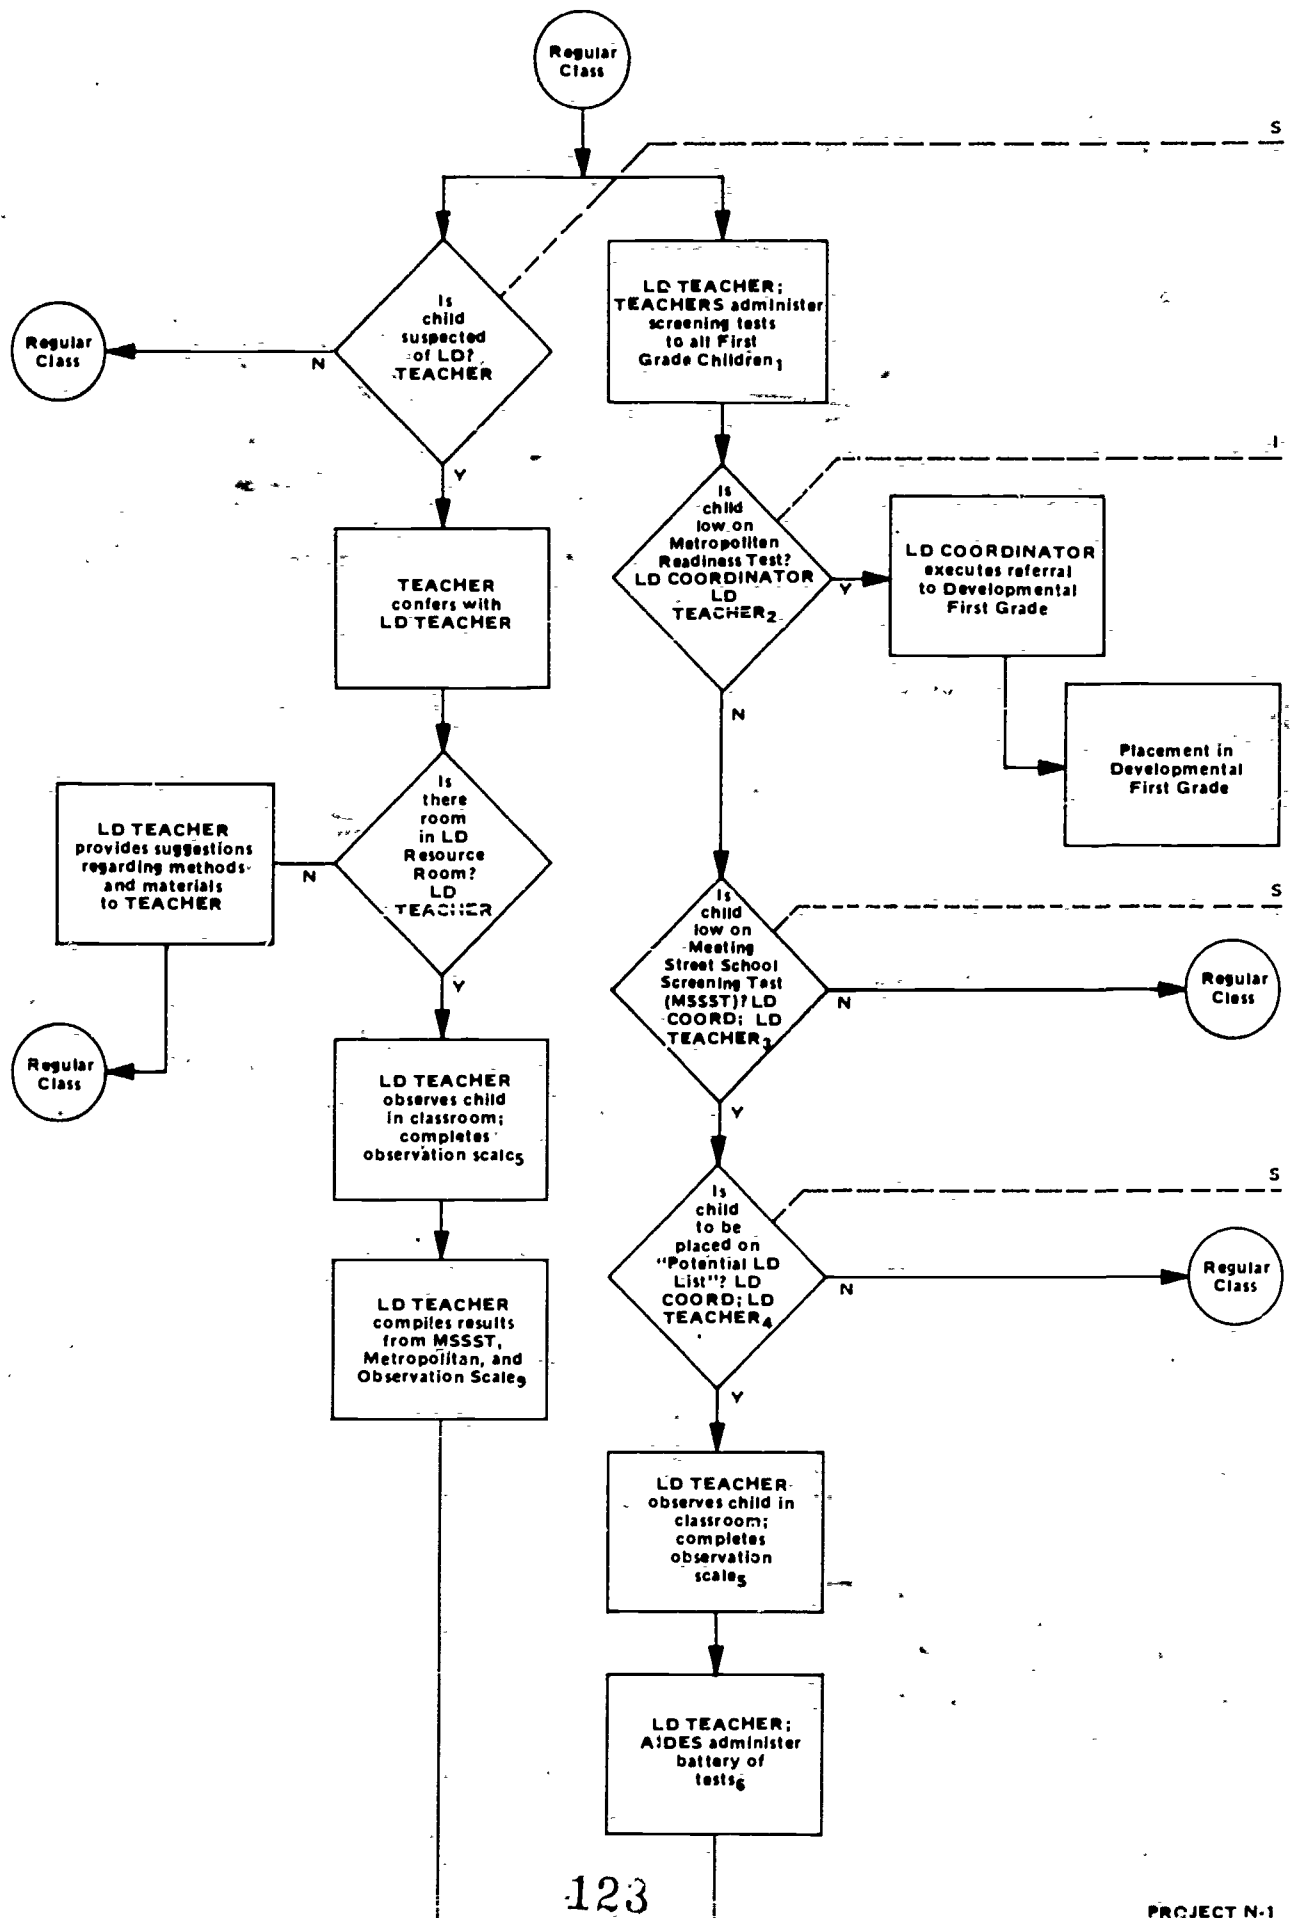 Regular
Class
S
Is
child
suspected
of LD?
TEACHER
N
Y
Regular
Class
LD TEACHER;
TEACHERS administer
screening tests
to all First
Grade Children1
I
Is
child
low on
Metropolitan
Readiness Test?
LD COORDINATOR
LD
TEACHER2
Y
N
LD COORDINATOR
executes referral
to Developmental
First Grade
Placement in
Developmental
First Grade
TEACHER
confers with
LD TEACHER
Is
there
room
in LD
Resource
Room?
LD
TEACHER
N
Y
LD TEACHER
provides suggestions
regarding methods
and materials
to TEACHER
Regular
Class
S
Is
child
low on
Meeting
Street School
Screening Test
(MSSST)? LD
COORD; LD
TEACHER3
N
Y
Regular
Class
LD TEACHER
observes child
in classroom;
completes
observation scale5
S
Is
child
to be
placed on
"Potential LD
List"? LD
COORD; LD
TEACHER4
N
Y
Regular
Class
LD TEACHER
compiles results
from MSSST,
Metropolitan, and
Observation Scale9
LD TEACHER
observes child in
classroom;
completes
observation
scale5
LD TEACHER;
AIDES administer
battery of
tests6
123
PROJECT N-1